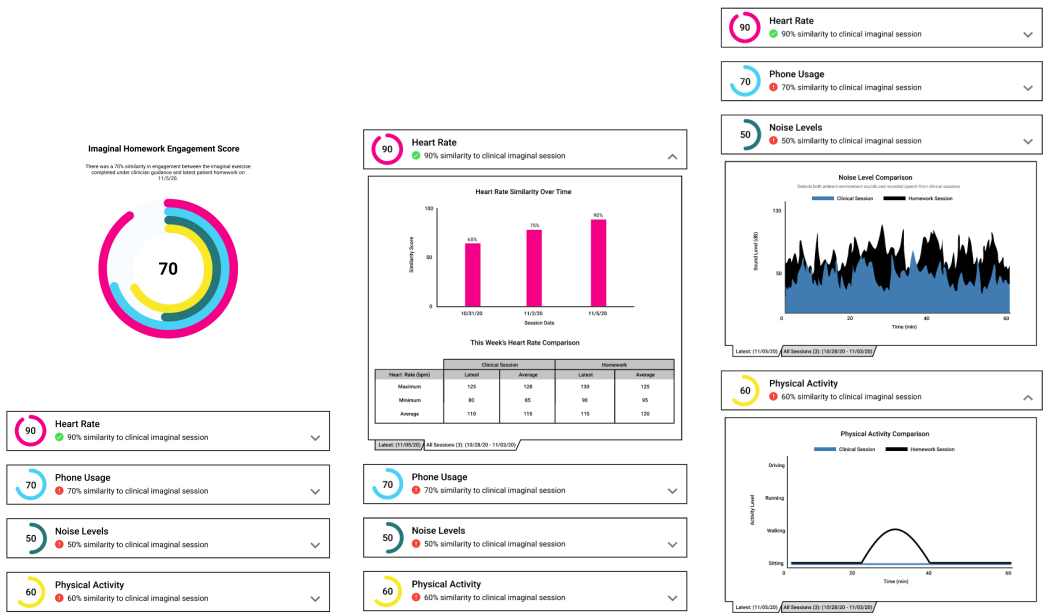 Imaginal Homework Engagement Score
There was a 70% similarity in engagement between the imaginal exercise
completed under clinician guidance and latest patient homework on
11/5/20.
70
90
Heart Rate
90% similarity to clinical imaginal session
70
Phone Usage
70% similarity to clinical imaginal session
50
Noise Levels
50% similarity to clinical imaginal session
60
Physical Activity
60% similarity to clinical imaginal session
90
Heart Rate
90% similarity to clinical imaginal session
Heart Rate Similarity Over Time
Similarity Score
100
50
0
65%
75%
90%
10/31/20
11/2/20
11/5/20
Session Date
This Week's Heart Rate Comparison
Clinical Session
Homework
Heart Rate (bpm)
Latest
Average
Latest
Average
Maximum
125
128
130
125
Minimum
80
85
90
95
Average
110
115
115
120
Latest: (11/05/20)
All Sessions (3): (10/28/20 - 11/03/20)
70
Phone Usage
70% similarity to clinical imaginal session
50
Noise Levels
50% similarity to clinical imaginal session
60
Physical Activity
60% similarity to clinical imaginal session
90
Heart Rate
90% similarity to clinical imaginal session
70
Phone Usage
70% similarity to clinical imaginal session
50
Noise Levels
50% similarity to clinical imaginal session
Noise Level Comparison
Detects both ambient environment sounds and recorded speech from clinical sessions
Clinical Session
Homework Session
Sound Level (dB)
130
50
0
20
40
60
Time (min)
Latest: (11/05/20)
All Sessions (3): (10/28/20 - 11/03/20)
60
Physical Activity
60% similarity to clinical imaginal session
Physical Activity Comparison
Clinical Session
Homework Session
Activity Level
Driving
Running
Walking
Sitting
0
20
40
60
Time (min)
Latest: (11/05/20)
All Sessions (3): (10/28/20 - 11/03/20)